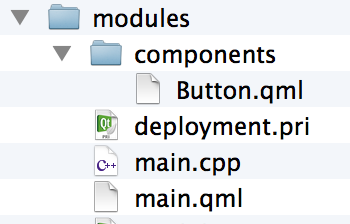 modules
components
Button.qml
deployment.pri
main.cpp
main.qml